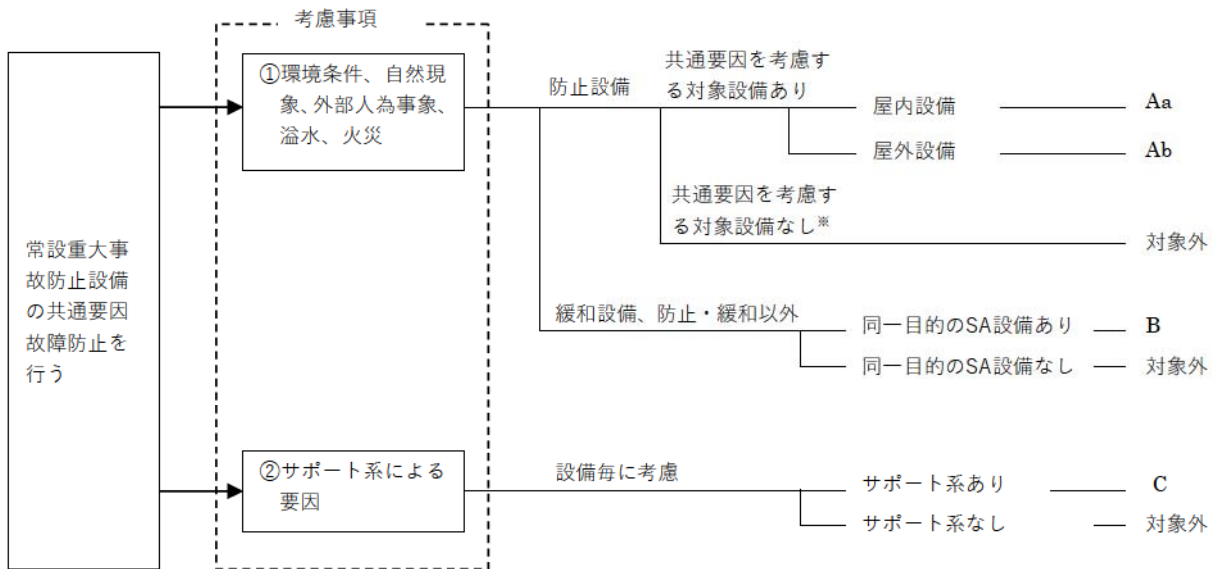 考慮事項
常設重大事
故防止設備
の共通要因
故障防止を
行う
①環境条件、自然現
象、外部人為事象、
溢水、火災
防止設備
共通要因を考慮す
る対象設備あり
屋内設備
Aa
屋外設備
Ab
共通要因を考慮す
る対象設備なし※
対象外
緩和設備、防止・緩和以外
同一目的のSA設備あり
B
同一目的のSA設備なし
対象外
②サポート系による
要因
設備毎に考慮
サポート系あり
C
サポート系なし
対象外